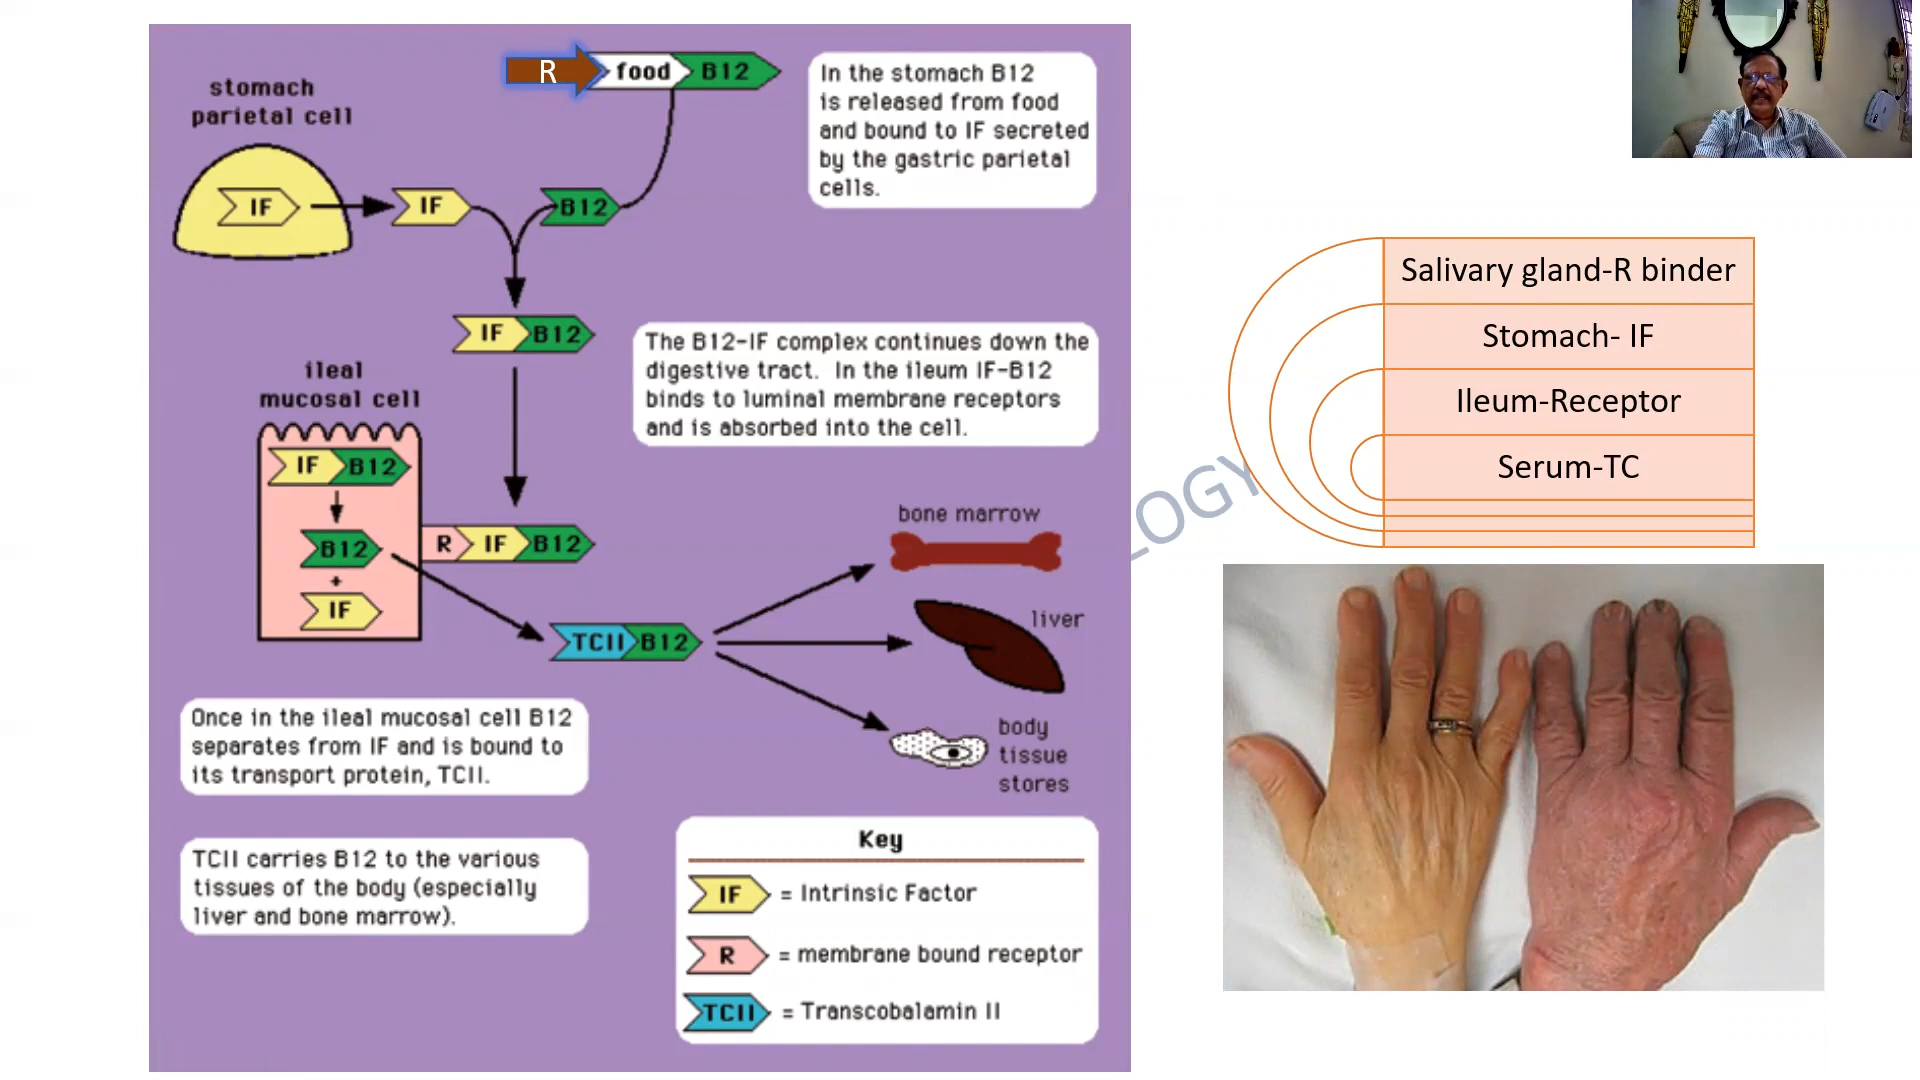 R food B12
In the stomach B12
is released from food
and bound to IF secreted
by the gastric parietal
cells.
stomach
parietal cell
IF IF B12
IF B12
The B12-IF complex continues down the
digestive tract. In the ileum IF-B12
binds to luminal membrane receptors
and is absorbed into the cell.
ileal
mucosal cell
IF B12
B12
+
IF
R IF B12
TCII B12
bone marrow
liver
body
tissue
stores
Once in the ileal mucosal cell B12
separates from IF and is bound to
its transport protein, TCII.
TCII carries B12 to the various
tissues of the body (especially
liver and bone marrow).
Key
IF = Intrinsic Factor
R = membrane bound receptor
TCII = Transcobalamin II
Salivary gland-R binder
Stomach- IF
Ileum-Receptor
Serum-TC
LOGY